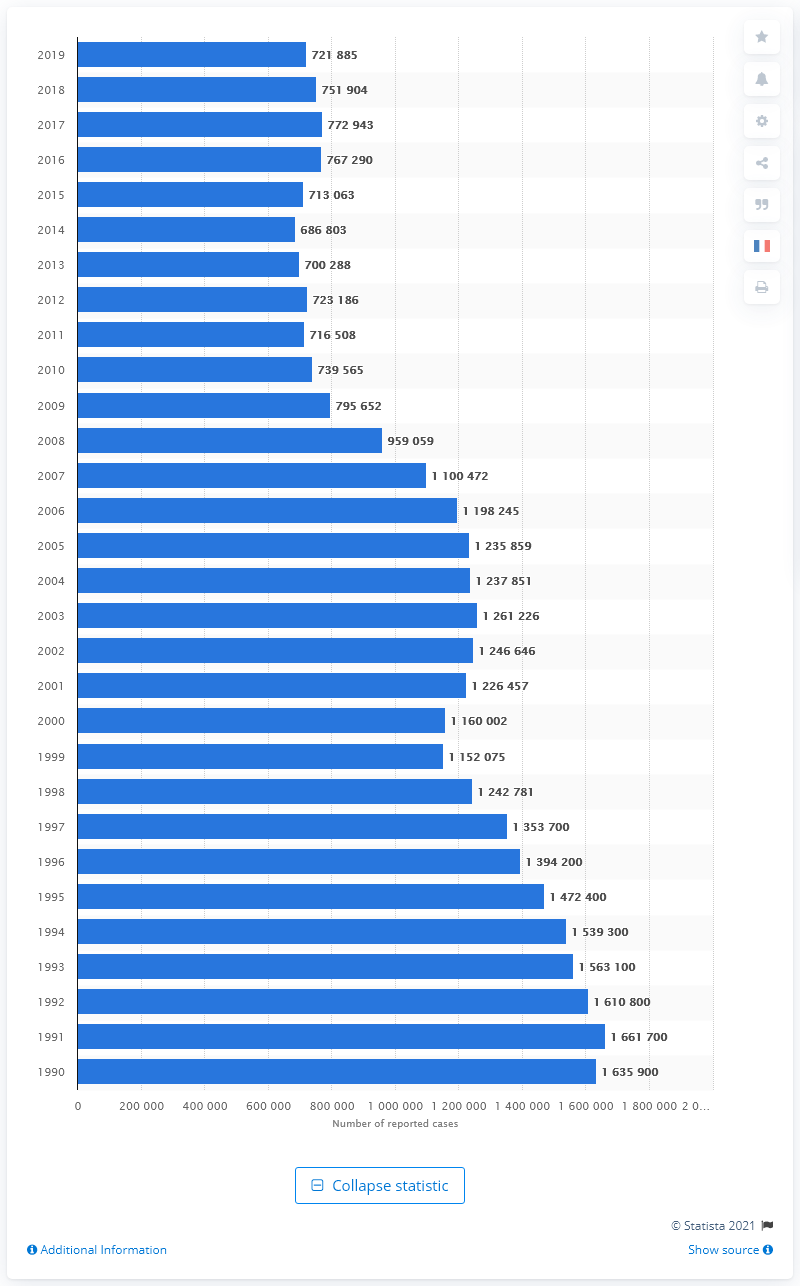 2019 721 885
2018 751 904
2017 772 943
2016 767 290
2015 713 063
2014 686 803
2013 700 288
2012 723 186
2011 716 508
2010 739 565
2009 795 652
2008 959 059
2007 1 100 472
2006 1 198 245
2005 1 235 859
2004 1 237 851
2003 1 261 226
2002 1 246 646
2001 1 226 457
2000 1 160 002
1999 1 152 075
1998 1 242 781
1997 1 353 700
1996 1 394 200
1995 1 472 400
1994 1 539 300
1993 1 563 100
1992 1 610 800
1991 1 661 700
1990 1 635 900
0 200 000 400 000 600 000 800 000 1 000 000 1 200 000 1 400 000 1 600 000 1 800 000 2 0…
Number of reported cases
Collapse statistic
© Statista 2021
Additional Information Show source